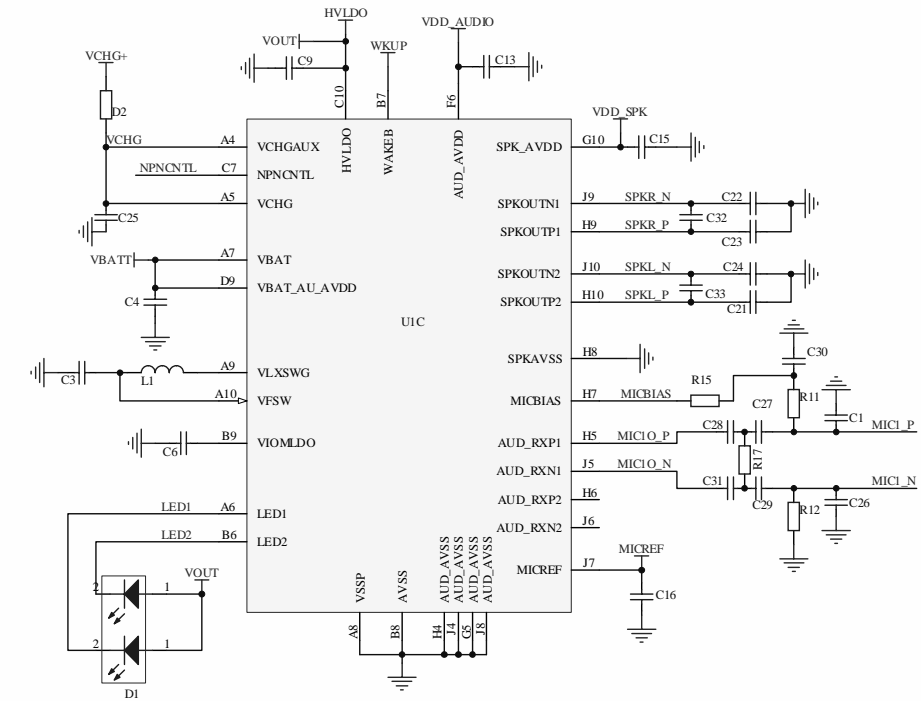 HVLDO
VDD_AUDIO
VOUT
WKUP
VCHG+
C9
C13
D2
C10
B7
F6
VDD_SPK
VCHG
A4
VCHGAUX
HVLDO
WAKEB
AUD_AVDD
SPK_AVDD
G10
C15
NPNCNTL
C7
NPNCNTL
A5
VCHG
SPKOUTN1
J9
SPKR_N
C22
C25
C32
SPKOUTP1
H9
SPKR_P
C23
VBATT
A7
VBAT
SPKOUTN2
J10
SPKL_N
C24
D9
VBAT_AU_AVDD
C33
C4
SPKOUTP2
H10
SPKL_P
C21
U1C
SPKAVSS
H8
C30
C3
L1
A9
VLXSWG
R15
A10
VFSW
MICBIAS
H7
MICBIAS
R11
C27
C1
C28
MIC1_P
C6
B9
VIOMLDO
AUD_RXP1
H5
MIC1O_P
R17
AUD_RXN1
J5
MIC1O_N
C31
MIC1_N
C29
R12
C26
AUD_RXP2
H6
LED1
A6
LED1
AUD_RXN2
J6
LED2
B6
LED2
MICREF
MICREF
J7
VOUT
VSSP
AVSS
AUD_AVSS
AUD_AVSS
AUD_AVSS
AUD_AVSS
2
1
C16
A8
B8
H4
J4
G5
J8
2
1
D1